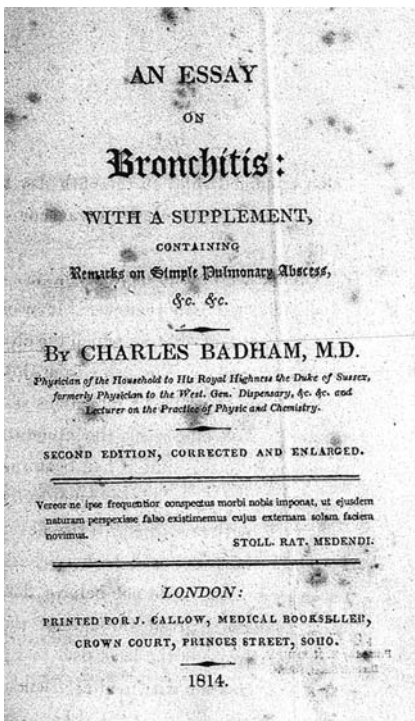 AN ESSAY
ON
Bronchitis:
WITH A SUPPLEMENT,
CONTAINING
Remarks on Simple Pulmonary Abscess,
&c. &c.
BY CHARLES BADHAM, M.D.
Physician of the Household to His Royal Highness the Duke of Sussex,
formerly Physician to the West. Gen. Dispensary, &c. &c. and
Lecturer on the Practice of Physic and Chemistry.
SECOND EDITION, CORRECTED AND ENLARGED.
Vereor ne ipse frequentior conspectus morbi nobis imponat, ut ejusdem
naturam perspexisse falso existimemus cujus externam solam faciem
novimus.
STOLL. RAT. MEDENDI.
LONDON:
PRINTED FOR J. CALLOW, MEDICAL BOOKSELLER,
CROWN COURT, PRINCES STREET, SOHO.
1814.